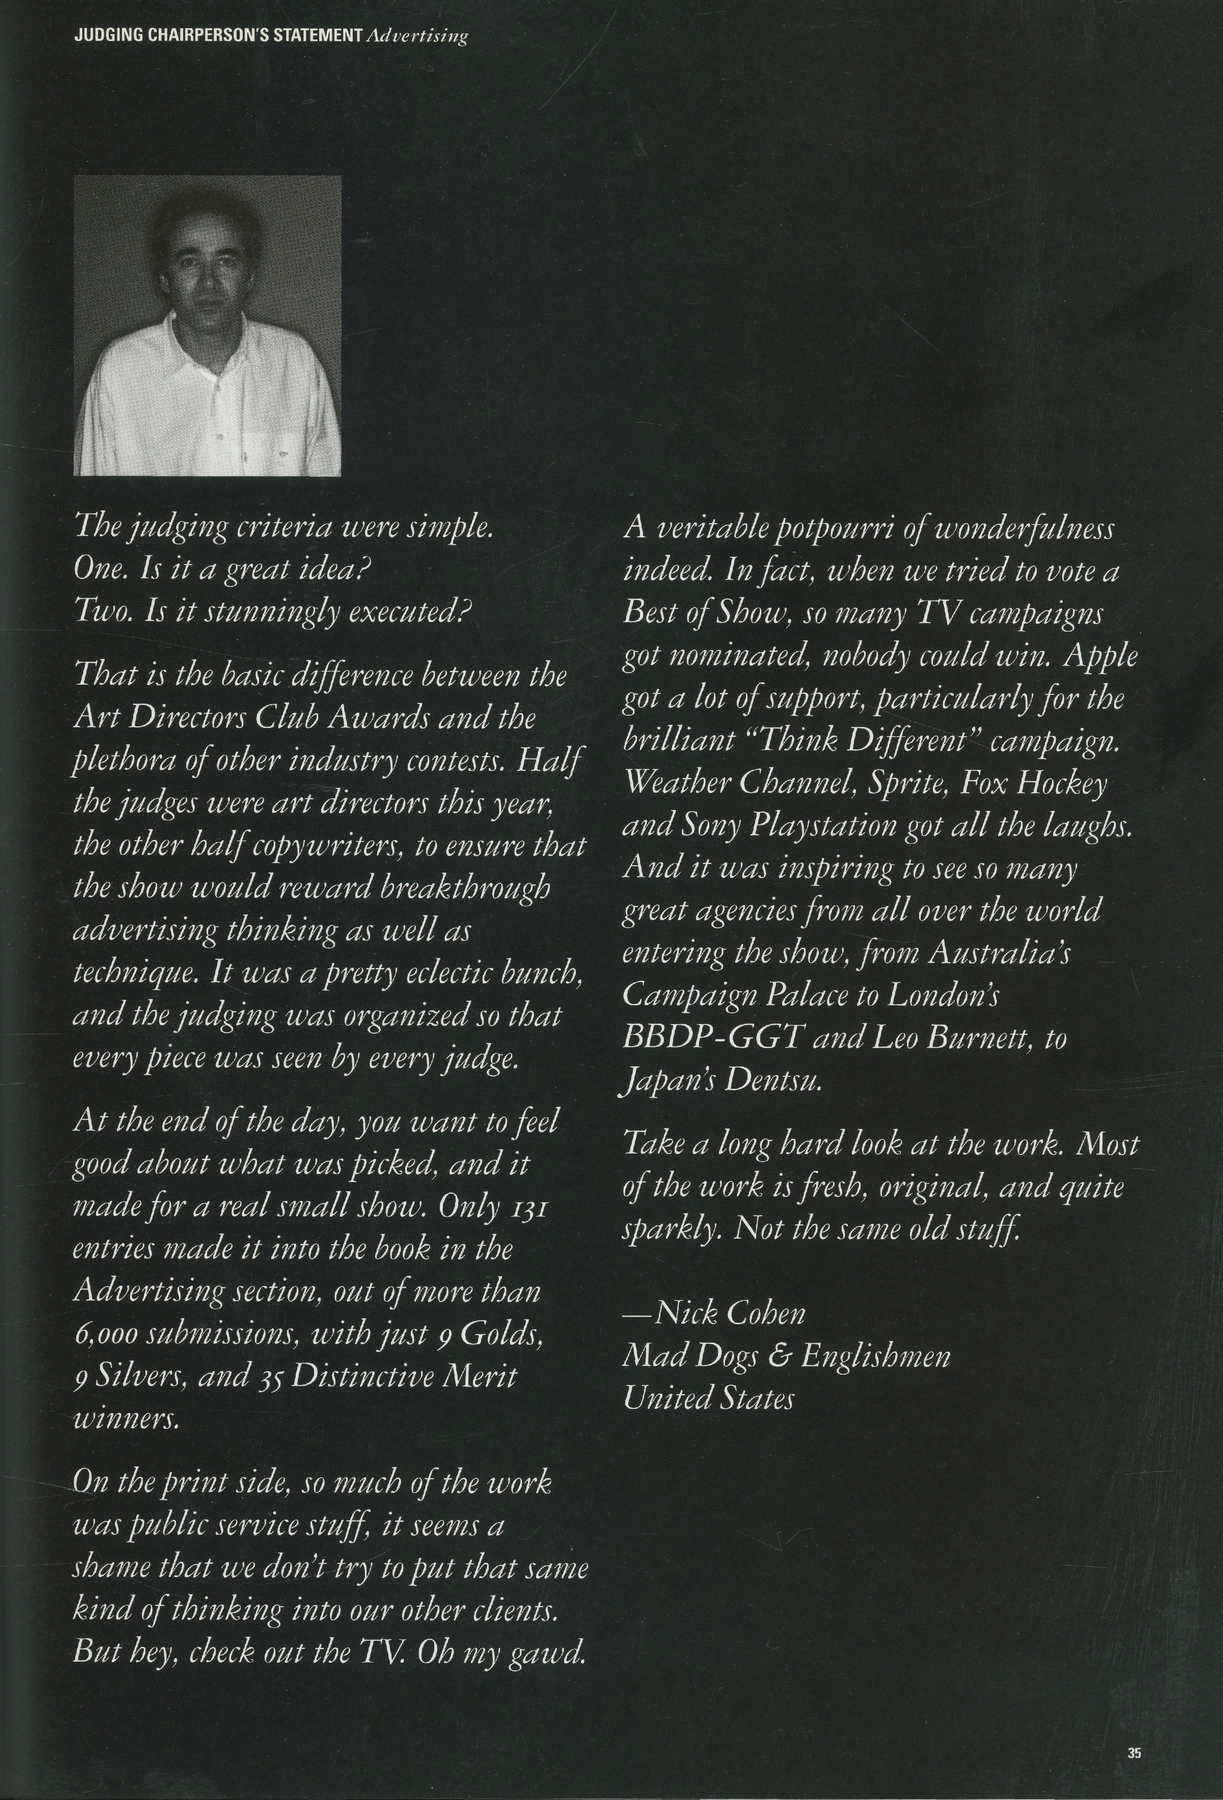 JUDGING CHAIRPERSON'S STATEMENT Advertising
The judging criteria were simple.
One. Is it a great idea?
Two. Is it stunningly executed?
That is the basic difference between the
Art Directors Club Awards and the
plethora of other industry contests. Half
the judges were art directors this year,
the other half copywriters, to ensure that
the show would reward breakthrough
advertising thinking as well as
technique. It was a pretty eclectic bunch,
and the judging was organized so that
every piece was seen by every judge.
At the end of the day, you want to feel
good about what was picked, and it
made for a real small show. Only 131
entries made it into the book in the
Advertising section, out of more than
6,000 submissions, with just 9 Golds,
9 Silvers, and 35 Distinctive Merit
winners.
On the print side, so much of the work
was public service stuff, it seems a
shame that we don't try to put that same
kind of thinking into our other clients.
But hey, check out the TV. Oh my gawd.
A veritable potpourri of wonderfulness
indeed. In fact, when we tried to vote a
Best of Show, so many TV campaigns
got nominated, nobody could win. Apple
got a lot of support, particularly for the
brilliant “Think Different” campaign.
Weather Channel, Sprite, Fox Hockey
and Sony Playstation got all the laughs.
And it was inspiring to see so many
great agencies from all over the world
entering the show, from Australia's
Campaign Palace to London's
BBDP-GGT and Leo Burnett, to
Japan's Dentsu.
Take a long hard look at the work. Most
of the work is fresh, original, and quite
sparkly. Not the same old stuff.
—Nick Cohen
Mad Dogs & Englishmen
United States
35